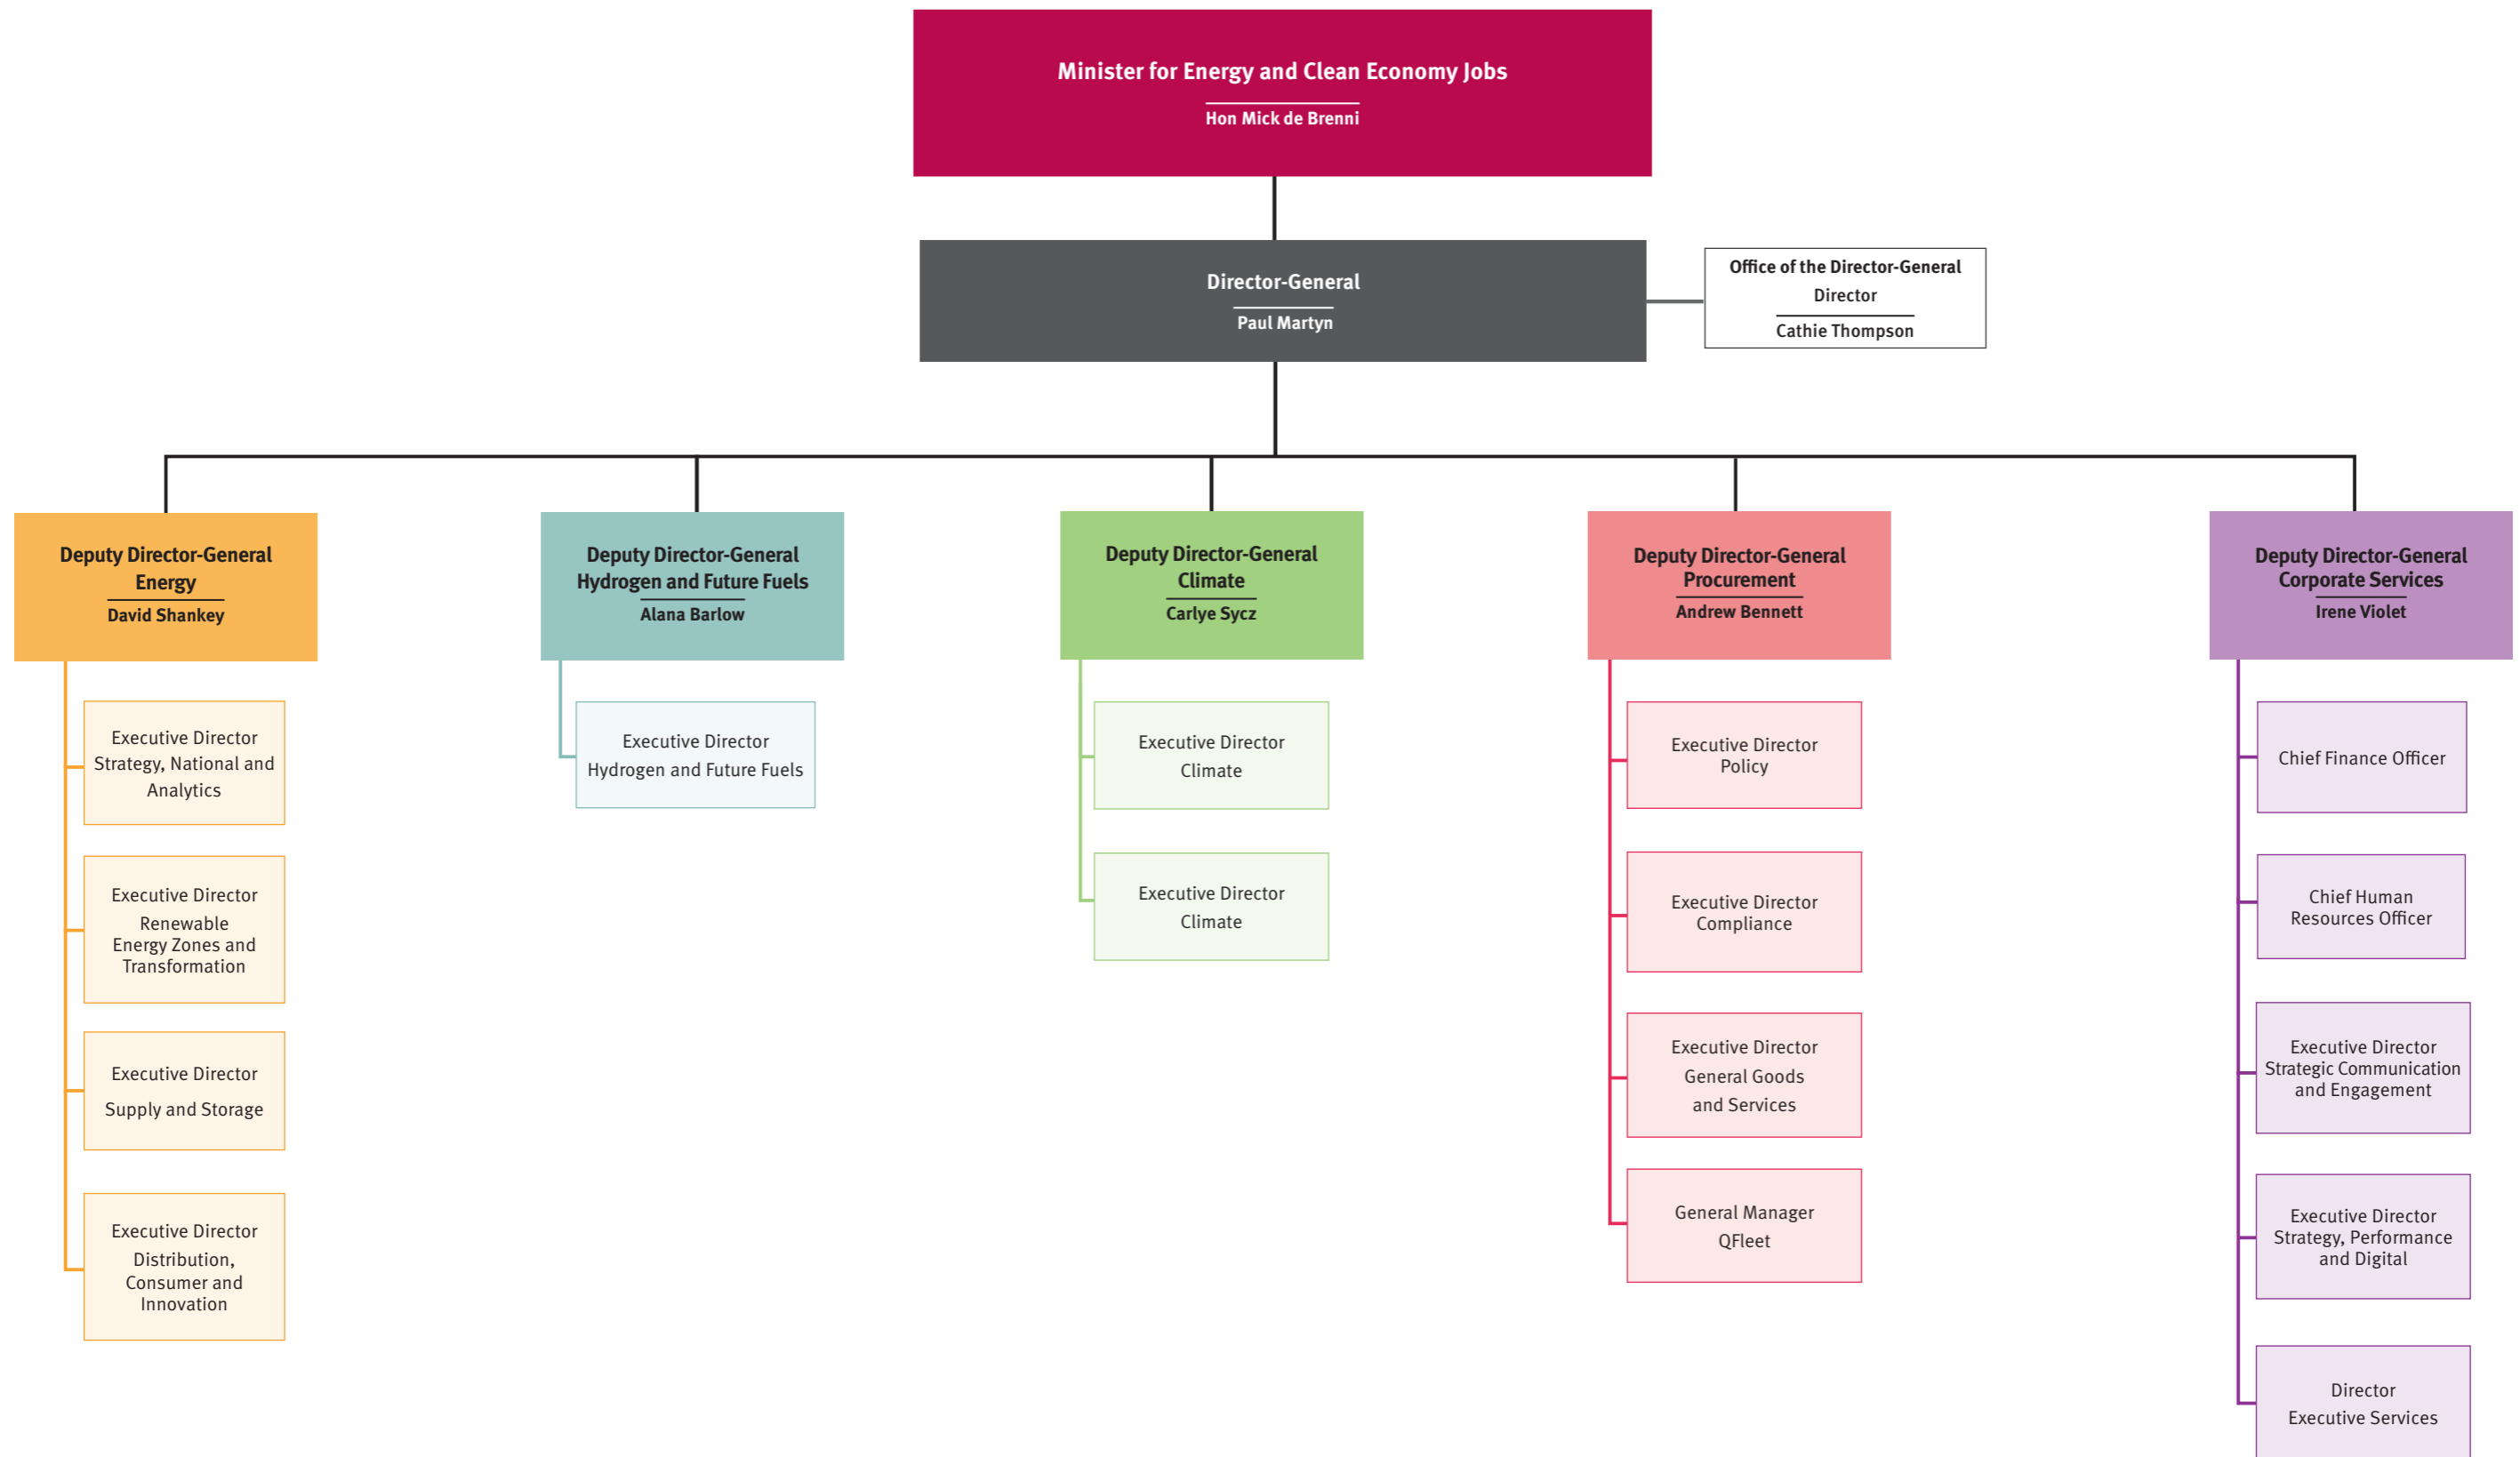 Minister for Energy and Clean Economy Jobs
Hon Mick de Brenni
Director-General
Paul Martyn
Office of the Director-General
Director
Cathie Thompson
Deputy Director-General
Energy
David Shankey
Executive Director
Strategy, National and
Analytics
Executive Director
Renewable
Energy Zones and
Transformation
Executive Director
Supply and Storage
Executive Director
Distribution,
Consumer and
Innovation
Deputy Director-General
Hydrogen and Future Fuels
Alana Barlow
Executive Director
Hydrogen and Future Fuels
Deputy Director-General
Climate
Carlye Sycz
Executive Director
Climate
Executive Director
Climate
Deputy Director-General
Procurement
Andrew Bennett
Executive Director
Policy
Executive Director
Compliance
Executive Director
General Goods
and Services
General Manager
QFleet
Deputy Director-General
Corporate Services
Irene Violet
Chief Finance Officer
Chief Human
Resources Officer
Executive Director
Strategic Communication
and Engagement
Executive Director
Strategy, Performance
and Digital
Director
Executive Services